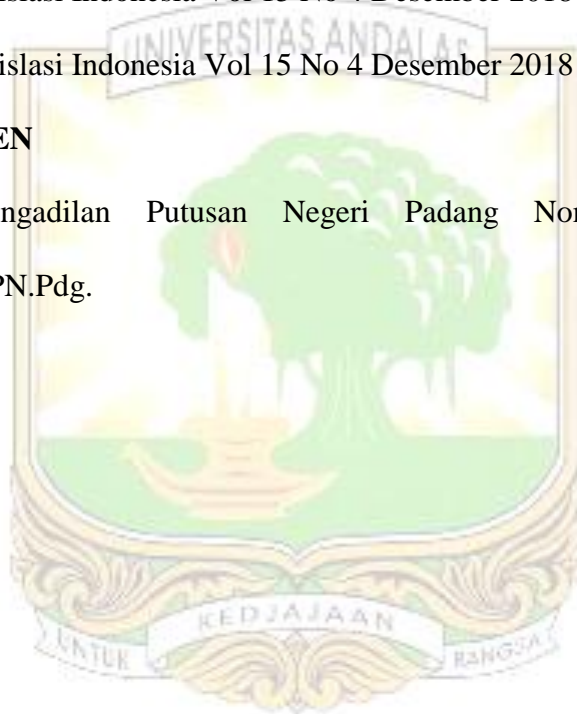 islasi Indonesia Vol 15 No 4 Desember 2018
UNIVERSITAS ANDALAS
islasi Indonesia Vol 15 No 4 Desember 2018
EN
ngadilan Putusan Negeri Padang Nor
PN.Pdg.
KEDJAJAAN
UNTUK
BANGSA